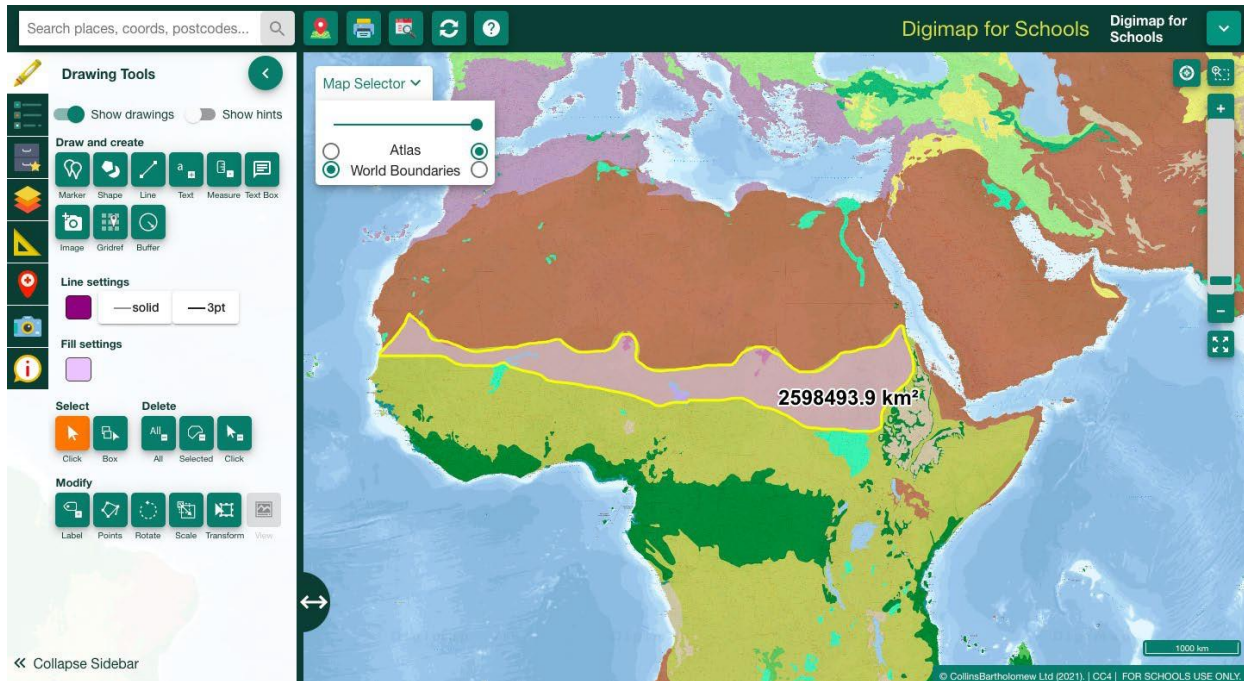 Search places, coords, postcodes...
Digimap for Schools
Digimap for
Schools
Drawing Tools
Show drawings
Show hints
Draw and create
a
Marker
Shape
Line
Text
Measure
Text Box
Image
Gridref
Buffer
Line settings
solid
3pt
Fill settings
Select
Delete
All
Click
Box
All
Selected
Click
Modify
Label
Points
Rotate
Scale
Transform
View
Collapse Sidebar
Map Selector
Atlas
World Boundaries
2598493.9 km²
1000 km
© CollinsBartholomew Ltd (2021). | CC4 | FOR SCHOOLS USE ONLY.